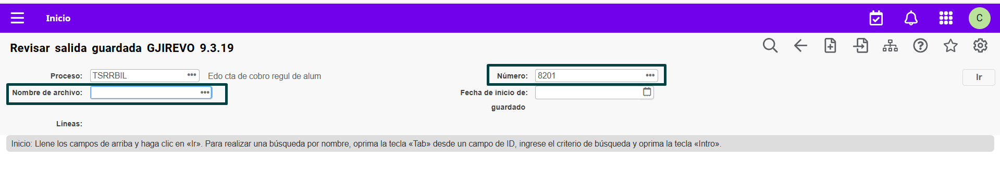 Inicio
C
Revisar salida guardada GJIREVO 9.3.19
Proceso: TSRRBIL ••• Edo cta de cobro regul de alum
Número: 8201 •••
Ir
Nombre de archivo: •••
Fecha de inicio de:
guardado
Líneas:
Inicio: Llene los campos de arriba y haga clic en «Ir». Para realizar una búsqueda por nombre, oprima la tecla «Tab» desde un campo de ID, ingrese el criterio de búsqueda y oprima la tecla «Intro».